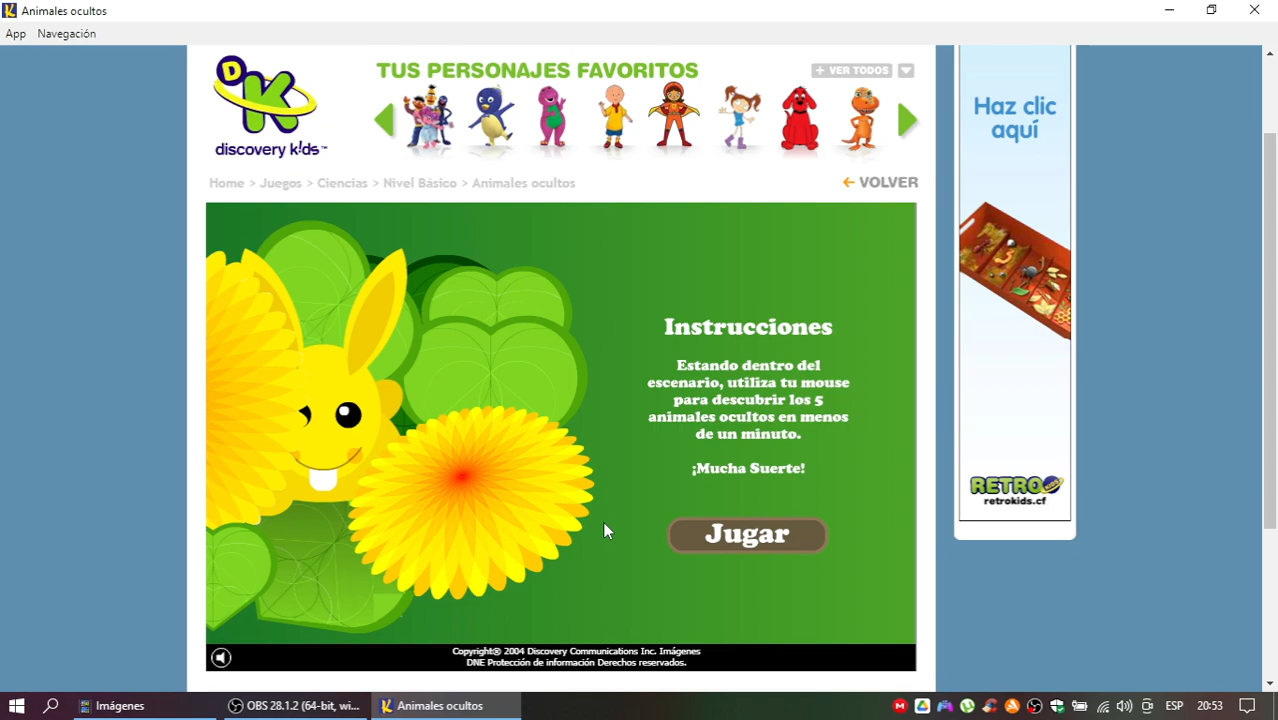 Animales ocultos
App Navegación
D
K
discovery k!ds™
TUS PERSONAJES FAVORITOS
+ VER TODOS
Home > Juegos > Ciencias > Nivel Básico > Animales ocultos
VOLVER
Instrucciones
Estando dentro del
escenario, utiliza tu mouse
para descubrir los 5
animales ocultos en menos
de un minuto.
¡Mucha Suerte!
Jugar
Copyright® 2004 Discovery Communications Inc. Imágenes
DNE Protección de información Derechos reservados.
Haz clic
aquí
RETRO
retrokids.cf
Imágenes
OBS 28.1.2 (64-bit, wi...
Animales ocultos
ESP
20:53